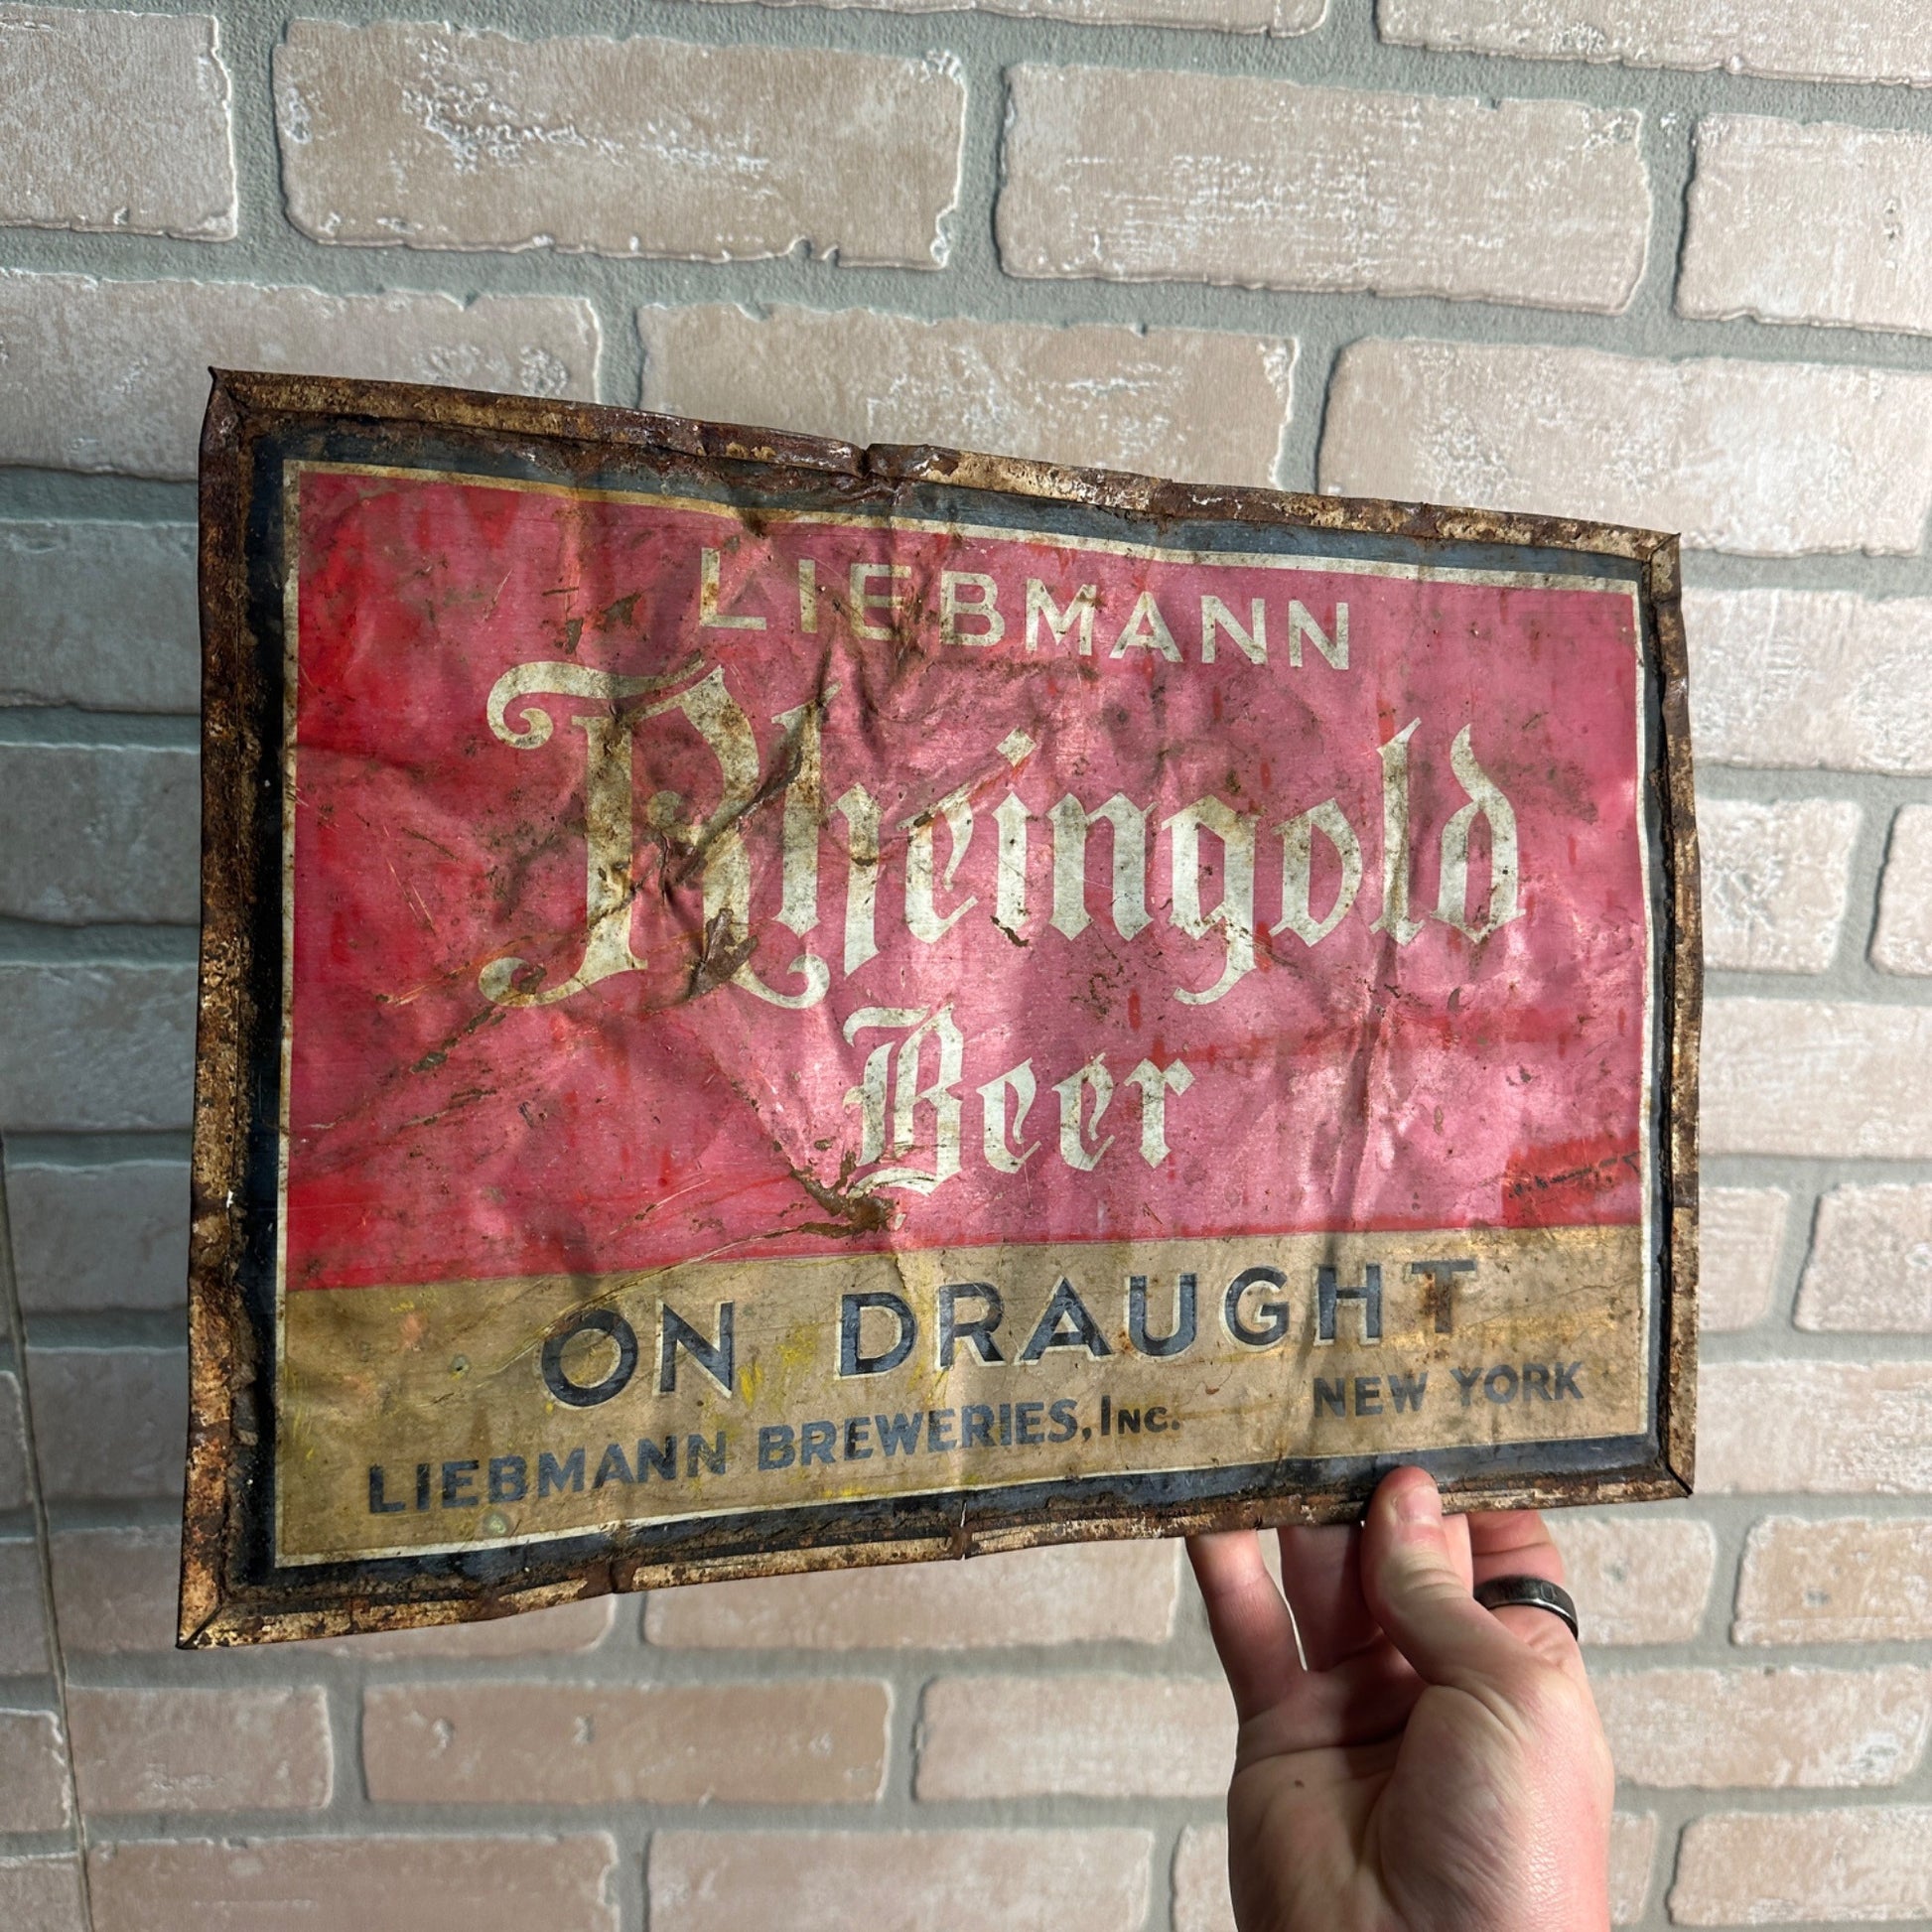 LIEBMANN
Rheingold
Beer
ON DRAUGHT
LIEBMANN BREWERIES, INC. NEW YORK